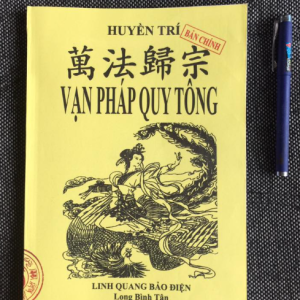 HUYỀN TRÍ
BẢN CHÍNH
萬法歸宗
VẠN PHÁP QUY TÔNG
LINH QUANG BẢO ĐIỆN
Long Bình Tân